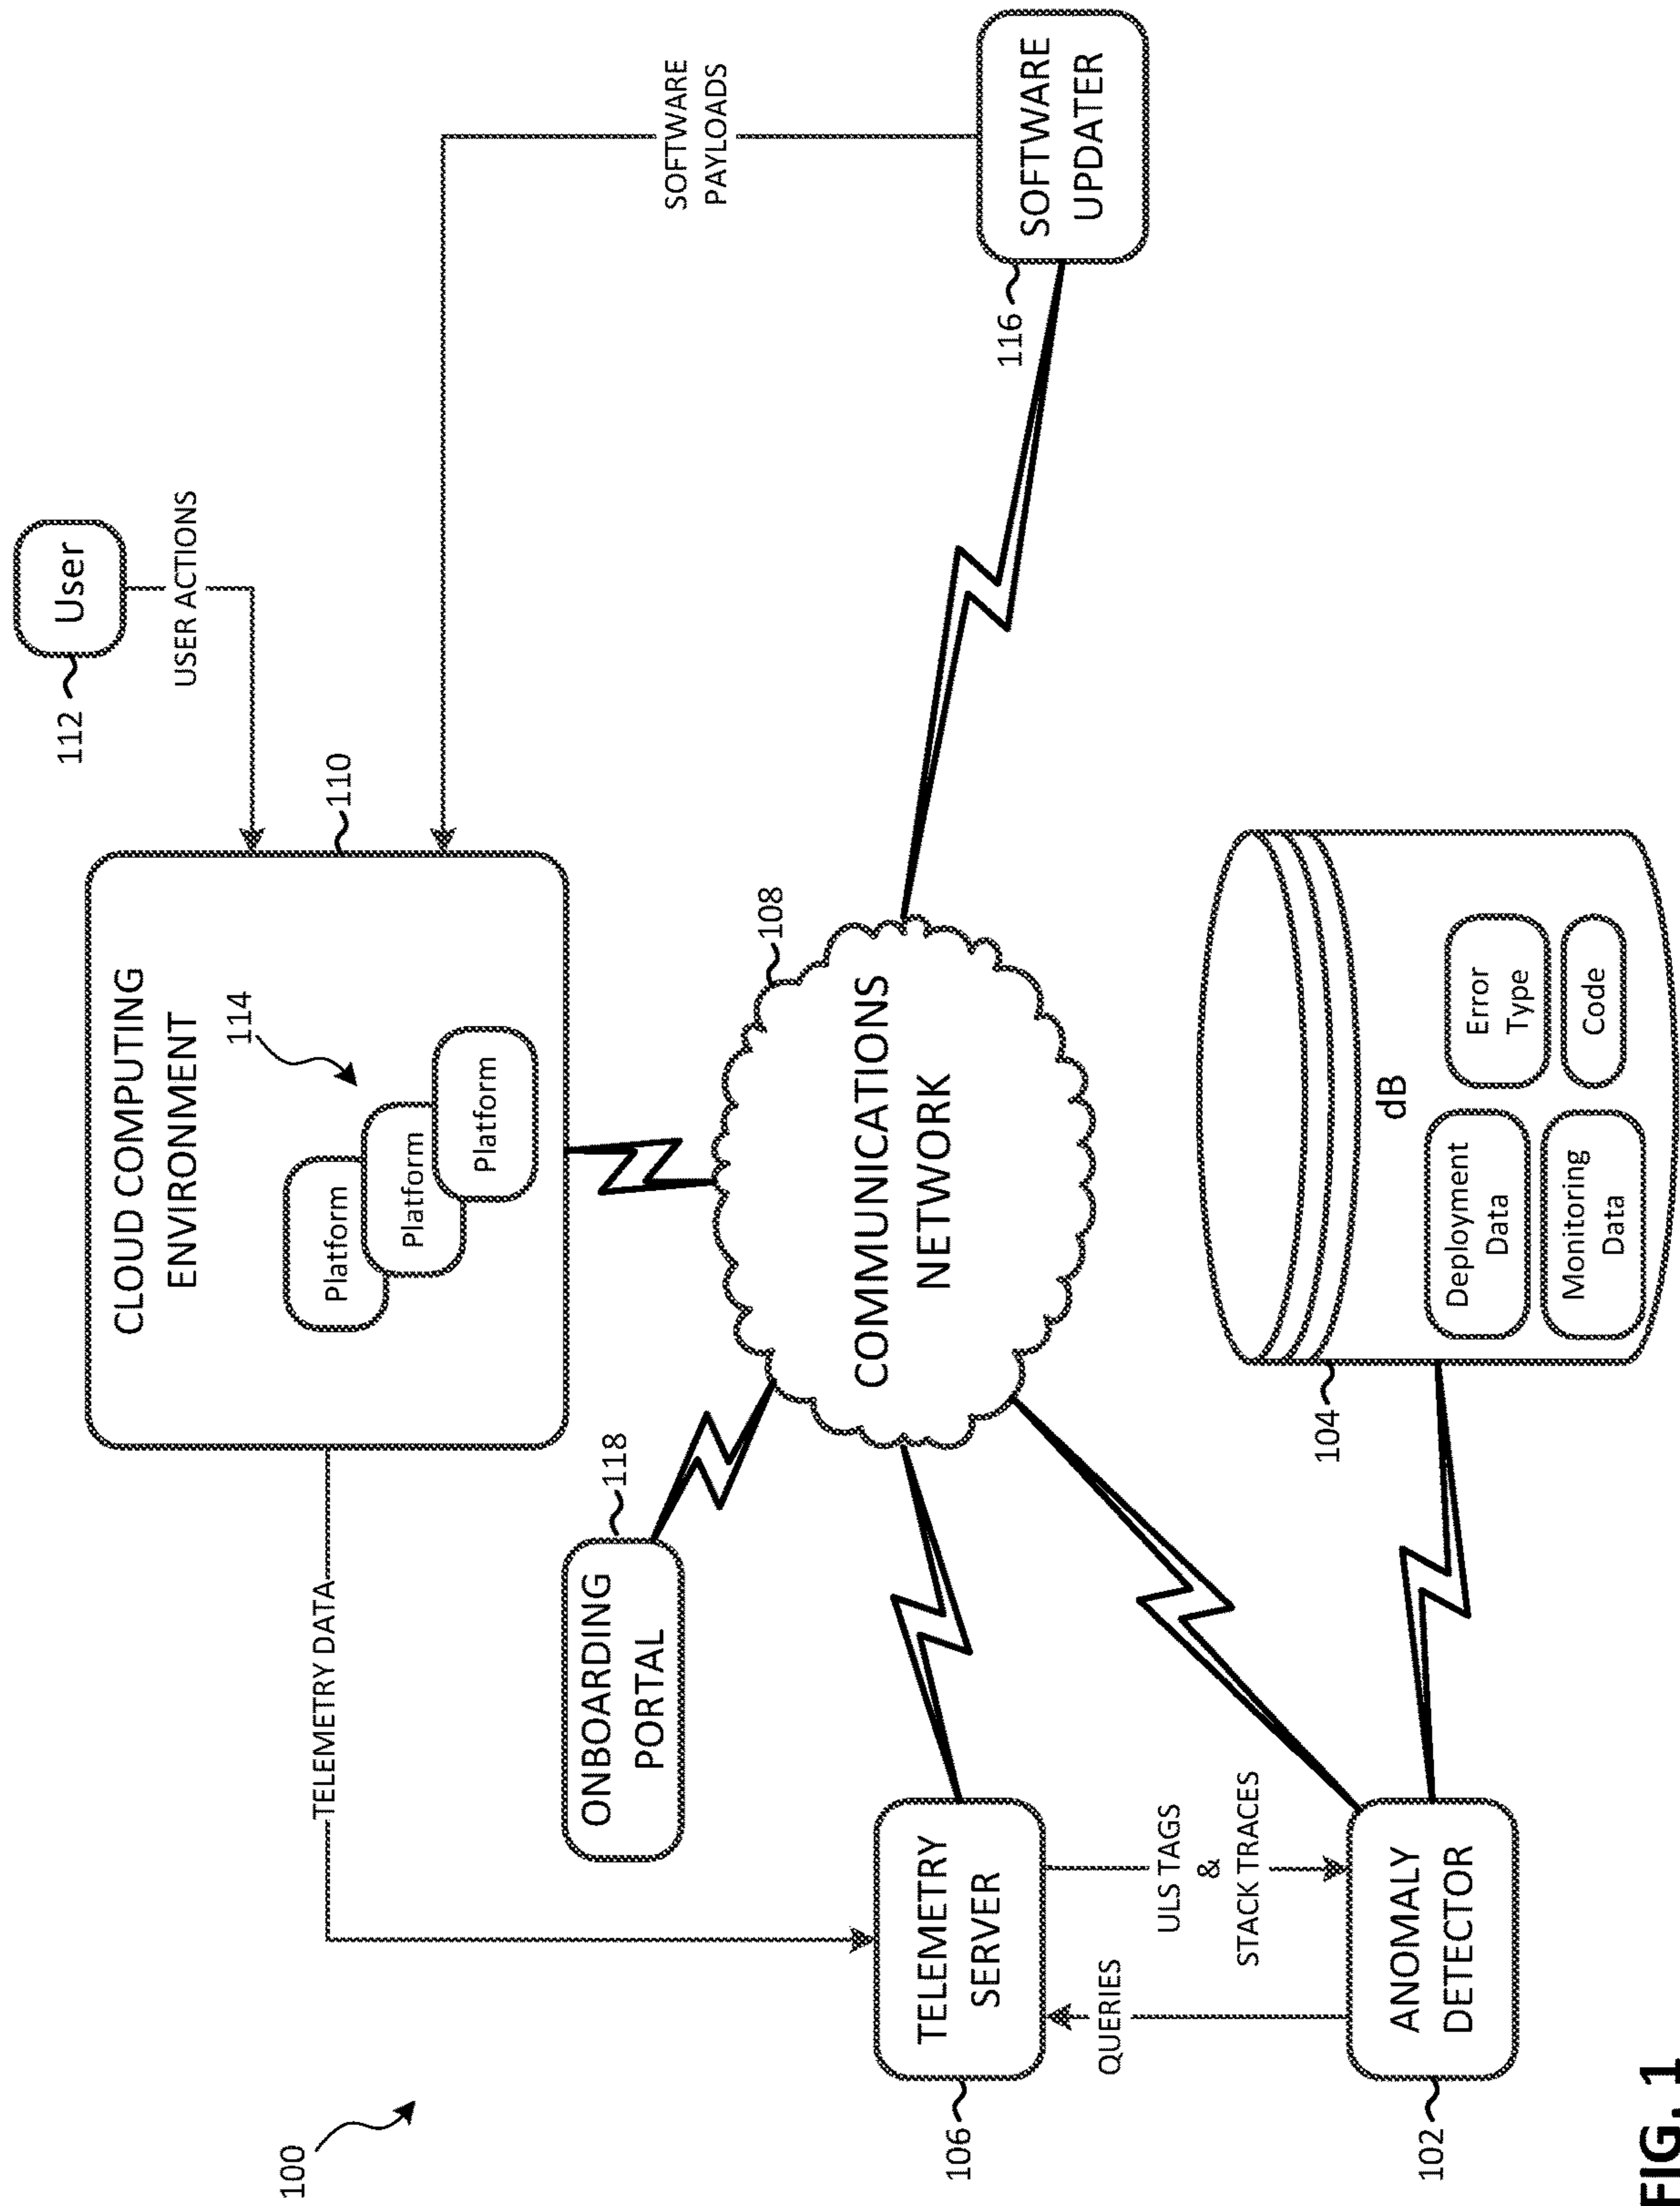 100
CLOUD COMPUTING
ENVIRONMENT
114
Platform
Platform
Platform
110
User
112
USER ACTIONS
TELEMETRY DATA
SOFTWARE
PAYLOADS
ONBOARDING
PORTAL
118
COMMUNICATIONS
NETWORK
108
TELEMETRY
SERVER
106
SOFTWARE
UPDATER
116
QUERIES
ULS TAGS
&
STACK TRACES
ANOMALY
DETECTOR
102
104
dB
Deployment
Data
Error
Type
Monitoring
Data
Code
FIG. 1